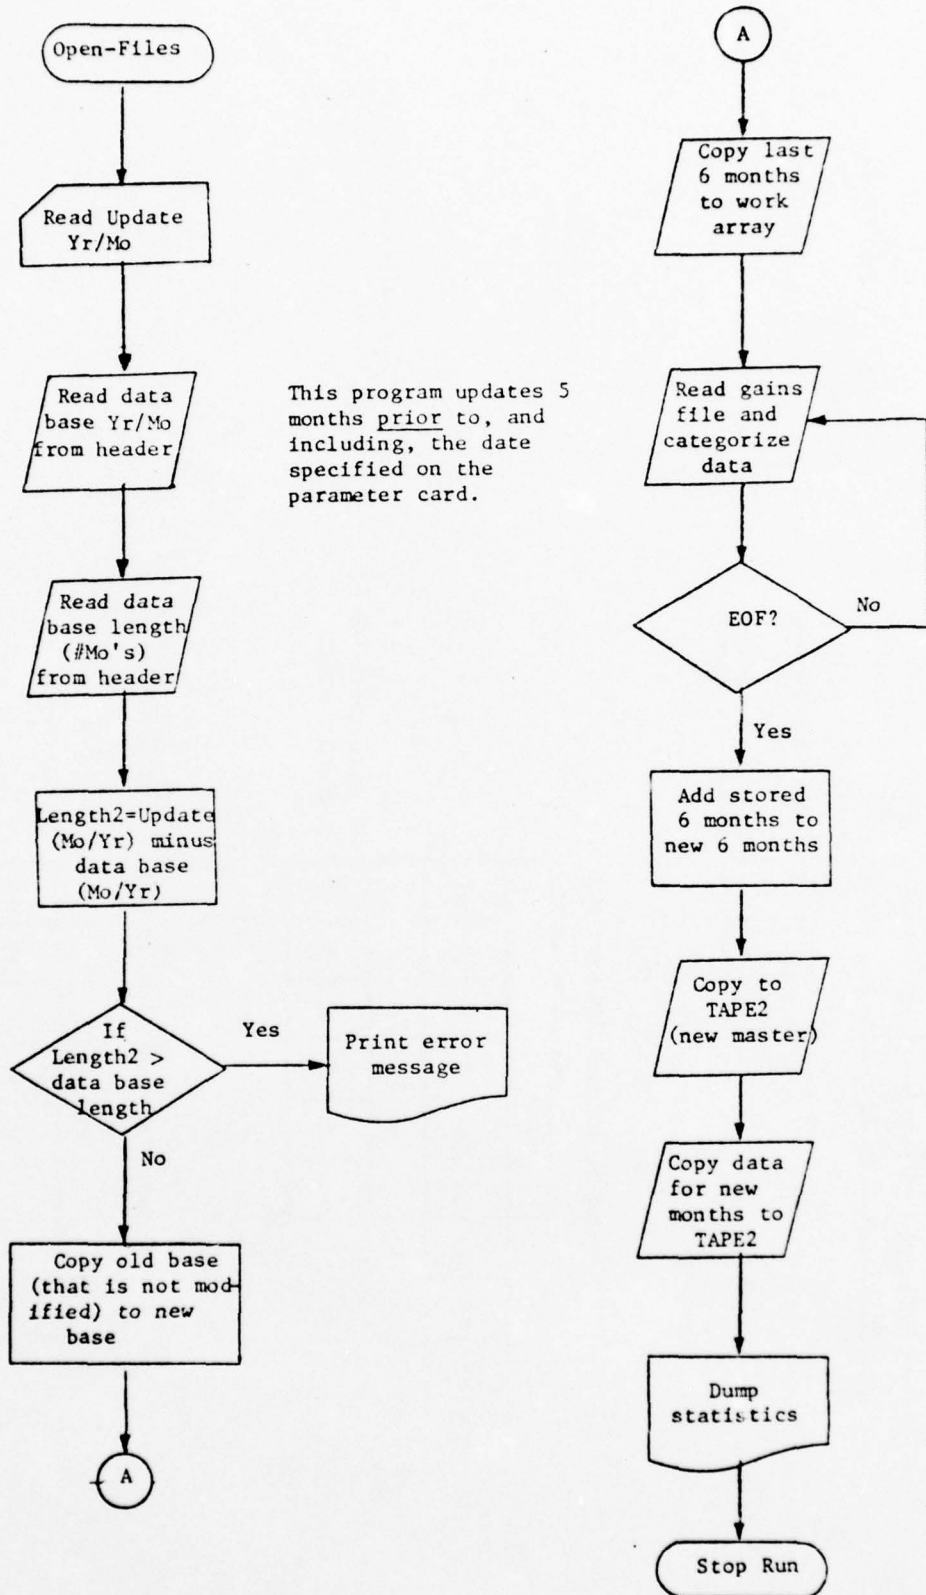 Open-Files
Read Update
Yr/Mo
Read data
base Yr/Mo
from header
Read data
base length
(#Mo's)
from header
Length2=Update
(Mo/Yr) minus
data base
(Mo/Yr)
If
Length2 >
data base
length
Yes
Print error
message
No
Copy old base
(that is not mod-
ified) to new
base
A
This program updates 5
months prior to, and
including, the date
specified on the
parameter card.
A
Copy last
6 months
to work
array
Read gains
file and
categorize
data
EOF?
No
Yes
Add stored
6 months to
new 6 months
Copy to
TAPE2
(new master)
Copy data
for new
months to
TAPE2
Dump
statistics
Stop Run